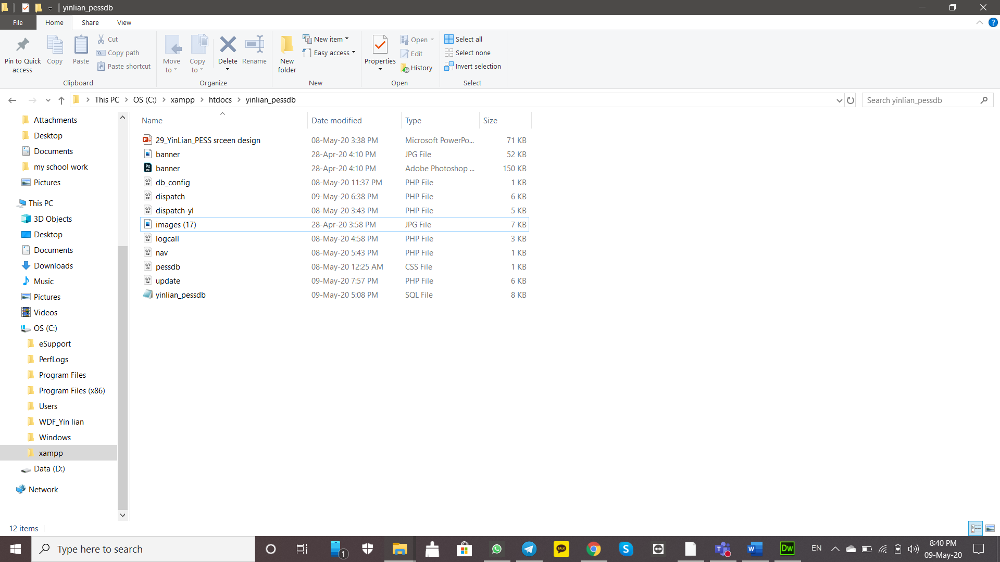 yinlian_pessdb
File
Home
Share
View
Pin to Quick access
Copy
Paste
Cut
Copy path
Paste shortcut
Clipboard
Move to
Copy to
Delete
Rename
Organize
New folder
New item
Easy access
New
Properties
Open
Edit
History
Open
Select all
Select none
Invert selection
Select
This PC
OS (C:)
xampp
htdocs
yinlian_pessdb
Search yinlian_pessdb
Attachments
Desktop
Documents
my school work
Pictures
This PC
3D Objects
Desktop
Documents
Downloads
Music
Pictures
Videos
OS (C:)
eSupport
PerfLogs
Program Files
Program Files (x86)
Users
WDF_Yin lian
Windows
xampp
Data (D:)
Network
Name Date modified Type Size
29_YinLian_PESS srceen design 08-May-20 3:38 PM Microsoft PowerPo... 71 KB
banner 28-Apr-20 4:10 PM JPG File 52 KB
banner 28-Apr-20 4:10 PM Adobe Photoshop ... 150 KB
db_config 08-May-20 11:37 PM PHP File 1 KB
dispatch 09-May-20 6:38 PM PHP File 6 KB
dispatch-yl 08-May-20 3:43 PM PHP File 5 KB
images (17) 28-Apr-20 3:58 PM JPG File 7 KB
logcall 08-May-20 4:58 PM PHP File 3 KB
nav 08-May-20 5:43 PM PHP File 1 KB
pessdb 08-May-20 12:25 AM CSS File 1 KB
update 09-May-20 7:57 PM PHP File 6 KB
yinlian_pessdb 09-May-20 5:08 PM SQL File 8 KB
12 items
Type here to search
1
TALK
Dw
EN
8:40 PM
09-May-20